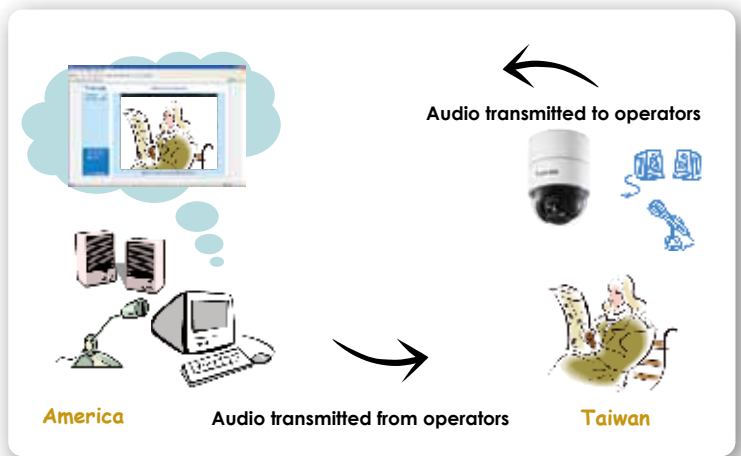 Audio transmitted to operators
America
Audio transmitted from operators
Taiwan